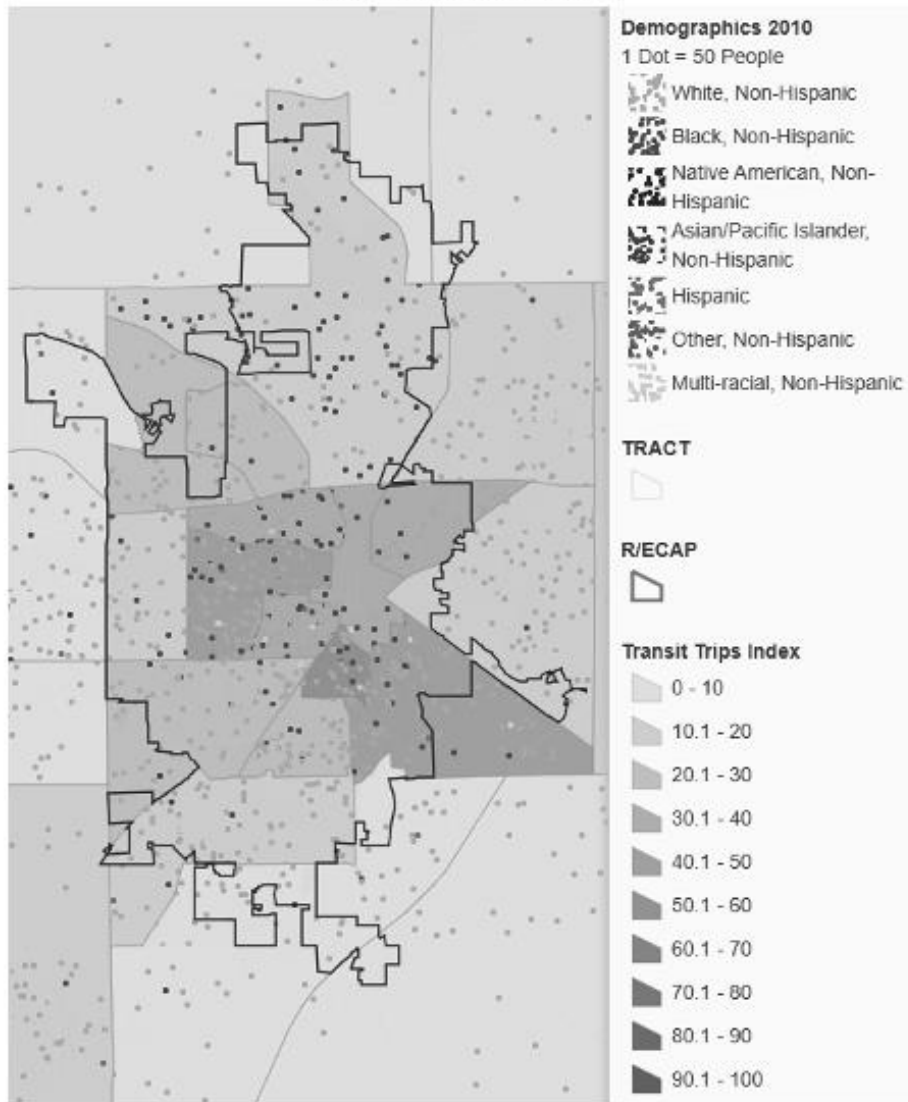 Demographics 2010
1 Dot = 50 People
White, Non-Hispanic
Black, Non-Hispanic
Native American, Non-
Hispanic
Asian/Pacific Islander,
Non-Hispanic
Hispanic
Other, Non-Hispanic
Multi-racial, Non-Hispanic
TRACT
R/ECAP
Transit Trips Index
0 - 10
10.1 - 20
20.1 - 30
30.1 - 40
40.1 - 50
50.1 - 60
60.1 - 70
70.1 - 80
80.1 - 90
90.1 - 100